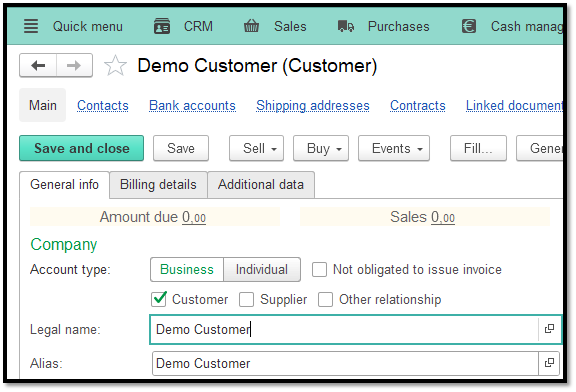 Quick menu CRM Sales Purchases Cash manag
Demo Customer (Customer)
Main Contacts Bank accounts Shipping addresses Contracts Linked document
Save and close Save Sell Buy Events Fill... Gener
General info Billing details Additional data
Amount due 0,00 Sales 0,00
Company
Account type: Business Individual Not obligated to issue invoice
Customer Supplier Other relationship
Legal name: Demo Customer
Alias: Demo Customer